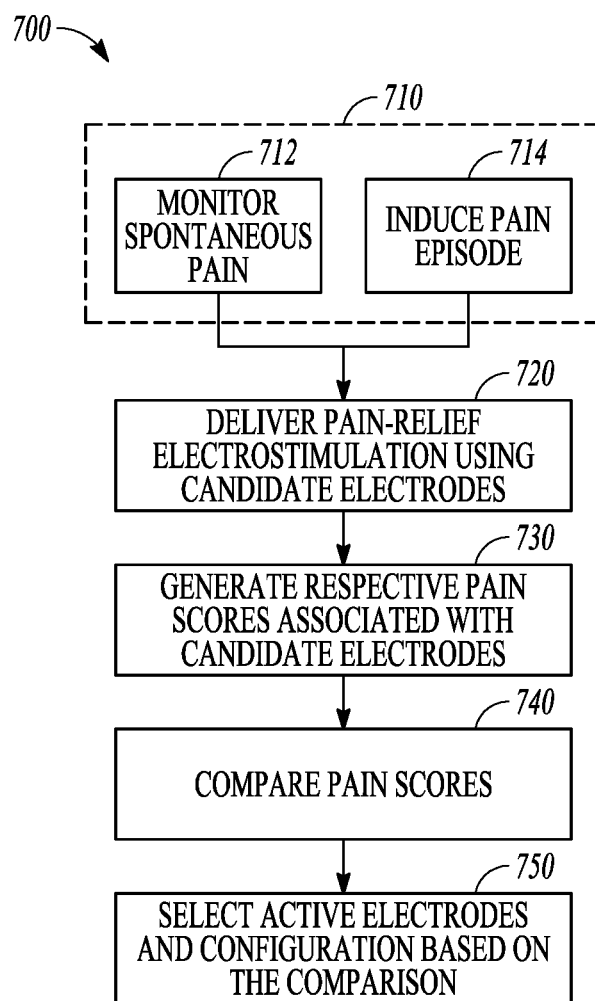 700
710
712
714
MONITOR
SPONTANEOUS
PAIN
INDUCE PAIN
EPISODE
720
DELIVER PAIN-RELIEF
ELECTROSTIMULATION USING
CANDIDATE ELECTRODES
730
GENERATE RESPECTIVE PAIN
SCORES ASSOCIATED WITH
CANDIDATE ELECTRODES
740
COMPARE PAIN SCORES
750
SELECT ACTIVE ELECTRODES
AND CONFIGURATION BASED ON
THE COMPARISON